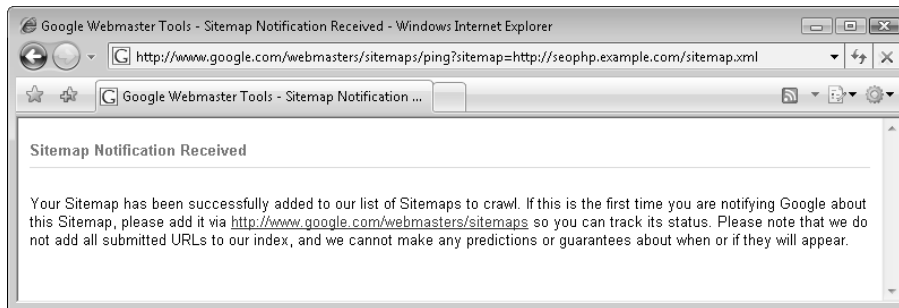 Google Webmaster Tools - Sitemap Notification Received - Windows Internet Explorer
G http://www.google.com/webmasters/sitemaps/ping?sitemap=http://seophp.example.com/sitemap.xml
G Google Webmaster Tools - Sitemap Notification ...
Sitemap Notification Received
Your Sitemap has been successfully added to our list of Sitemaps to crawl. If this is the first time you are notifying Google about
this Sitemap, please add it via http://www.google.com/webmasters/sitemaps so you can track its status. Please note that we do
not add all submitted URLs to our index, and we cannot make any predictions or guarantees about when or if they will appear.